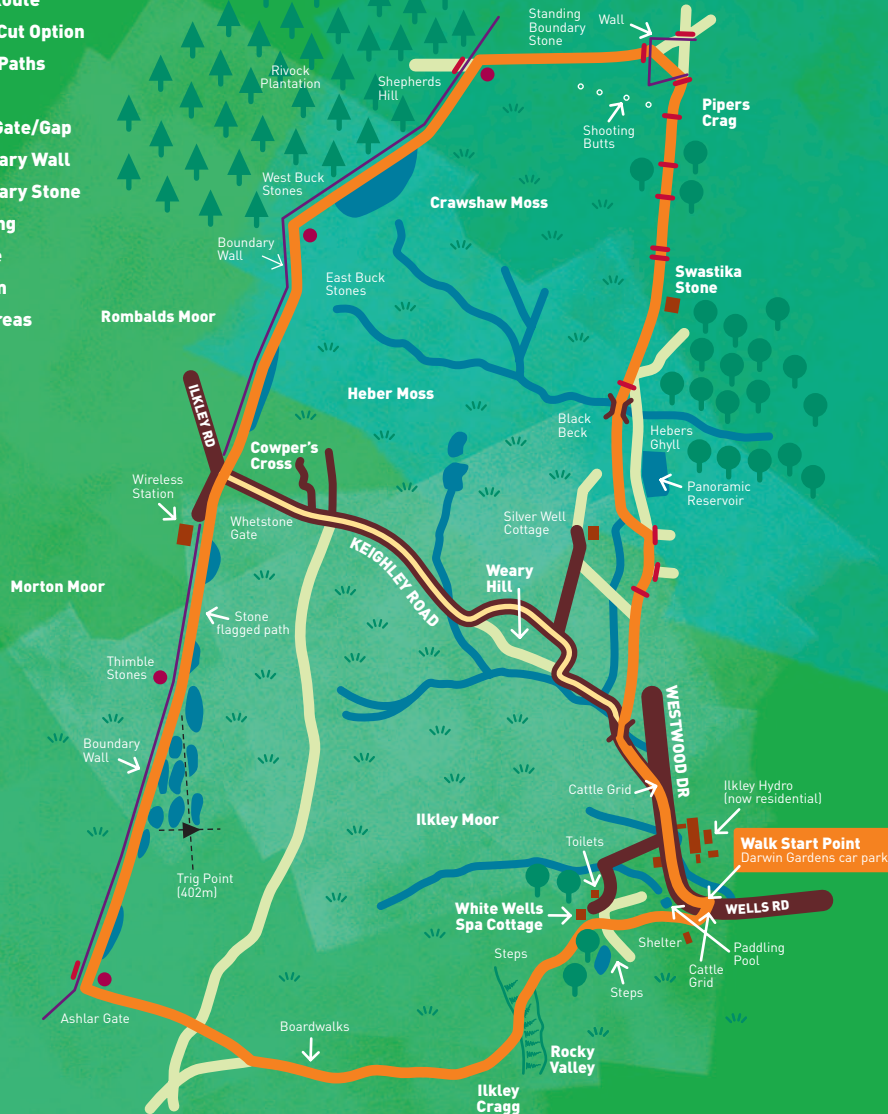 Route
Cut Option
Paths
Gate/Gap
ary Wall
ary Stone
ng
e
n
reas
Standing
Boundary
Stone
Wall
Rivock
Plantation
Shepherds
Hill
Shooting
Butts
Pipers
Crag
West Buck
Stones
Crawshaw Moss
Boundary
Wall
East Buck
Stones
Swastika
Stone
Rombalds Moor
Heber Moss
ILKLEY RD
Black
Beck
Hebers
Ghyll
Cowper's
Cross
Wireless
Station
Panoramic
Reservoir
Whetstone
Gate
Silver Well
Cottage
KEIGHLEY ROAD
Weary
Hill
Morton Moor
Stone
flagged path
Thimble
Stones
WESTWOOD DR
Boundary
Wall
Cattle Grid
Ilkley Hydro
(now residential)
Ilkley Moor
Toilets
Walk Start Point
Darwin Gardens car park
Trig Point
(402m)
White Wells
Spa Cottage
WELLS RD
Steps
Shelter
Paddling
Pool
Cattle
Grid
Steps
Ashlar Gate
Boardwalks
Rocky
Valley
Ilkley
Cragg